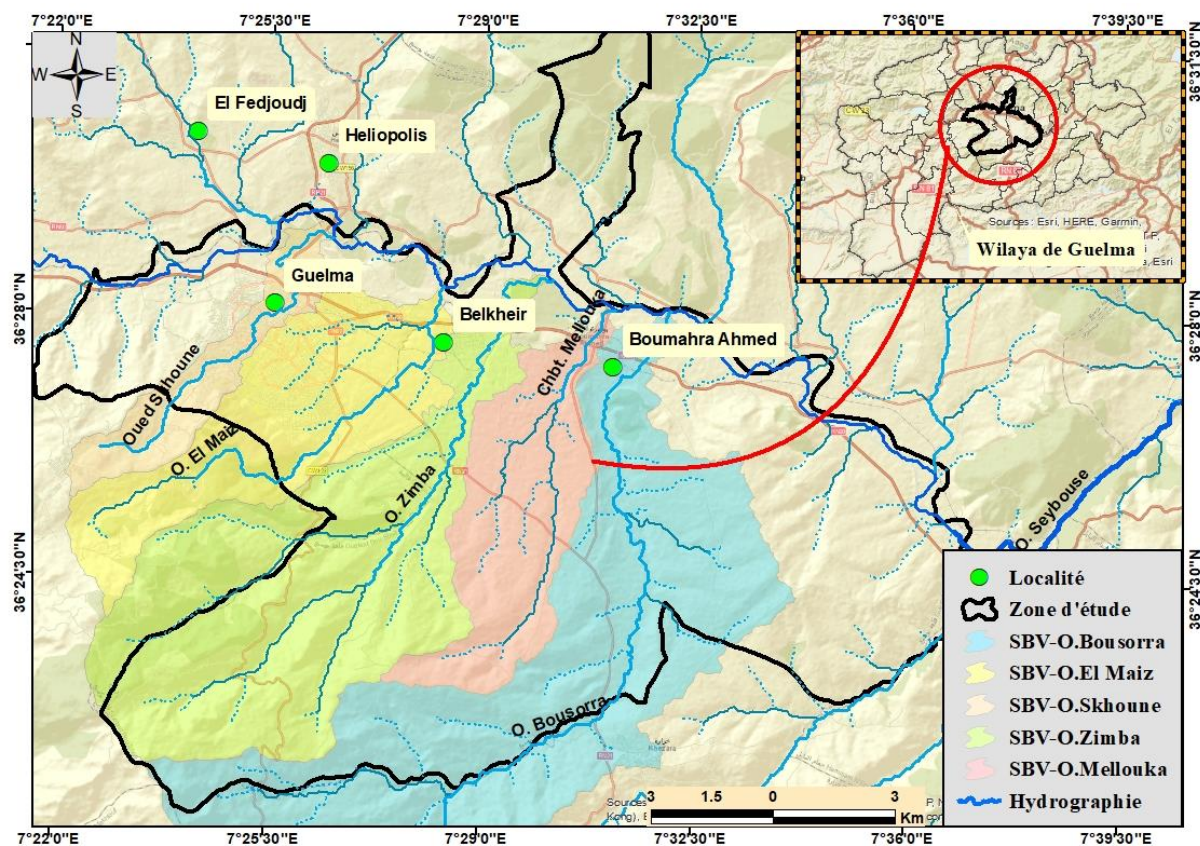 7°22'0"E 7°25'30"E 7°29'0"E 7°32'30"E 7°36'0"E 7°39'30"E
N
W E
S
36°31'30"N
El Fedjoudj
Heliopolis
Sources: Esri, HERE, Garmin,
Wilaya de Guelma
Esri
Guelma
36°28'0"N
36°28'0"N
Belkheir
Boumahra Ahmed
Chbt. Mellouka
Oued Skhoune
O. El Maiz
O. Zimba
O. Seybouse
36°24'30"N
36°24'30"N
O. Bousorra
Localité
Zone d'étude
SBV-O.Bousorra
SBV-O.El Maiz
SBV-O.Skhoune
SBV-O.Zimba
SBV-O.Mellouka
Hydrographie
Sources
3 1.5 0 3
Km
7°22'0"E 7°25'30"E 7°29'0"E 7°32'30"E 7°36'0"E 7°39'30"E